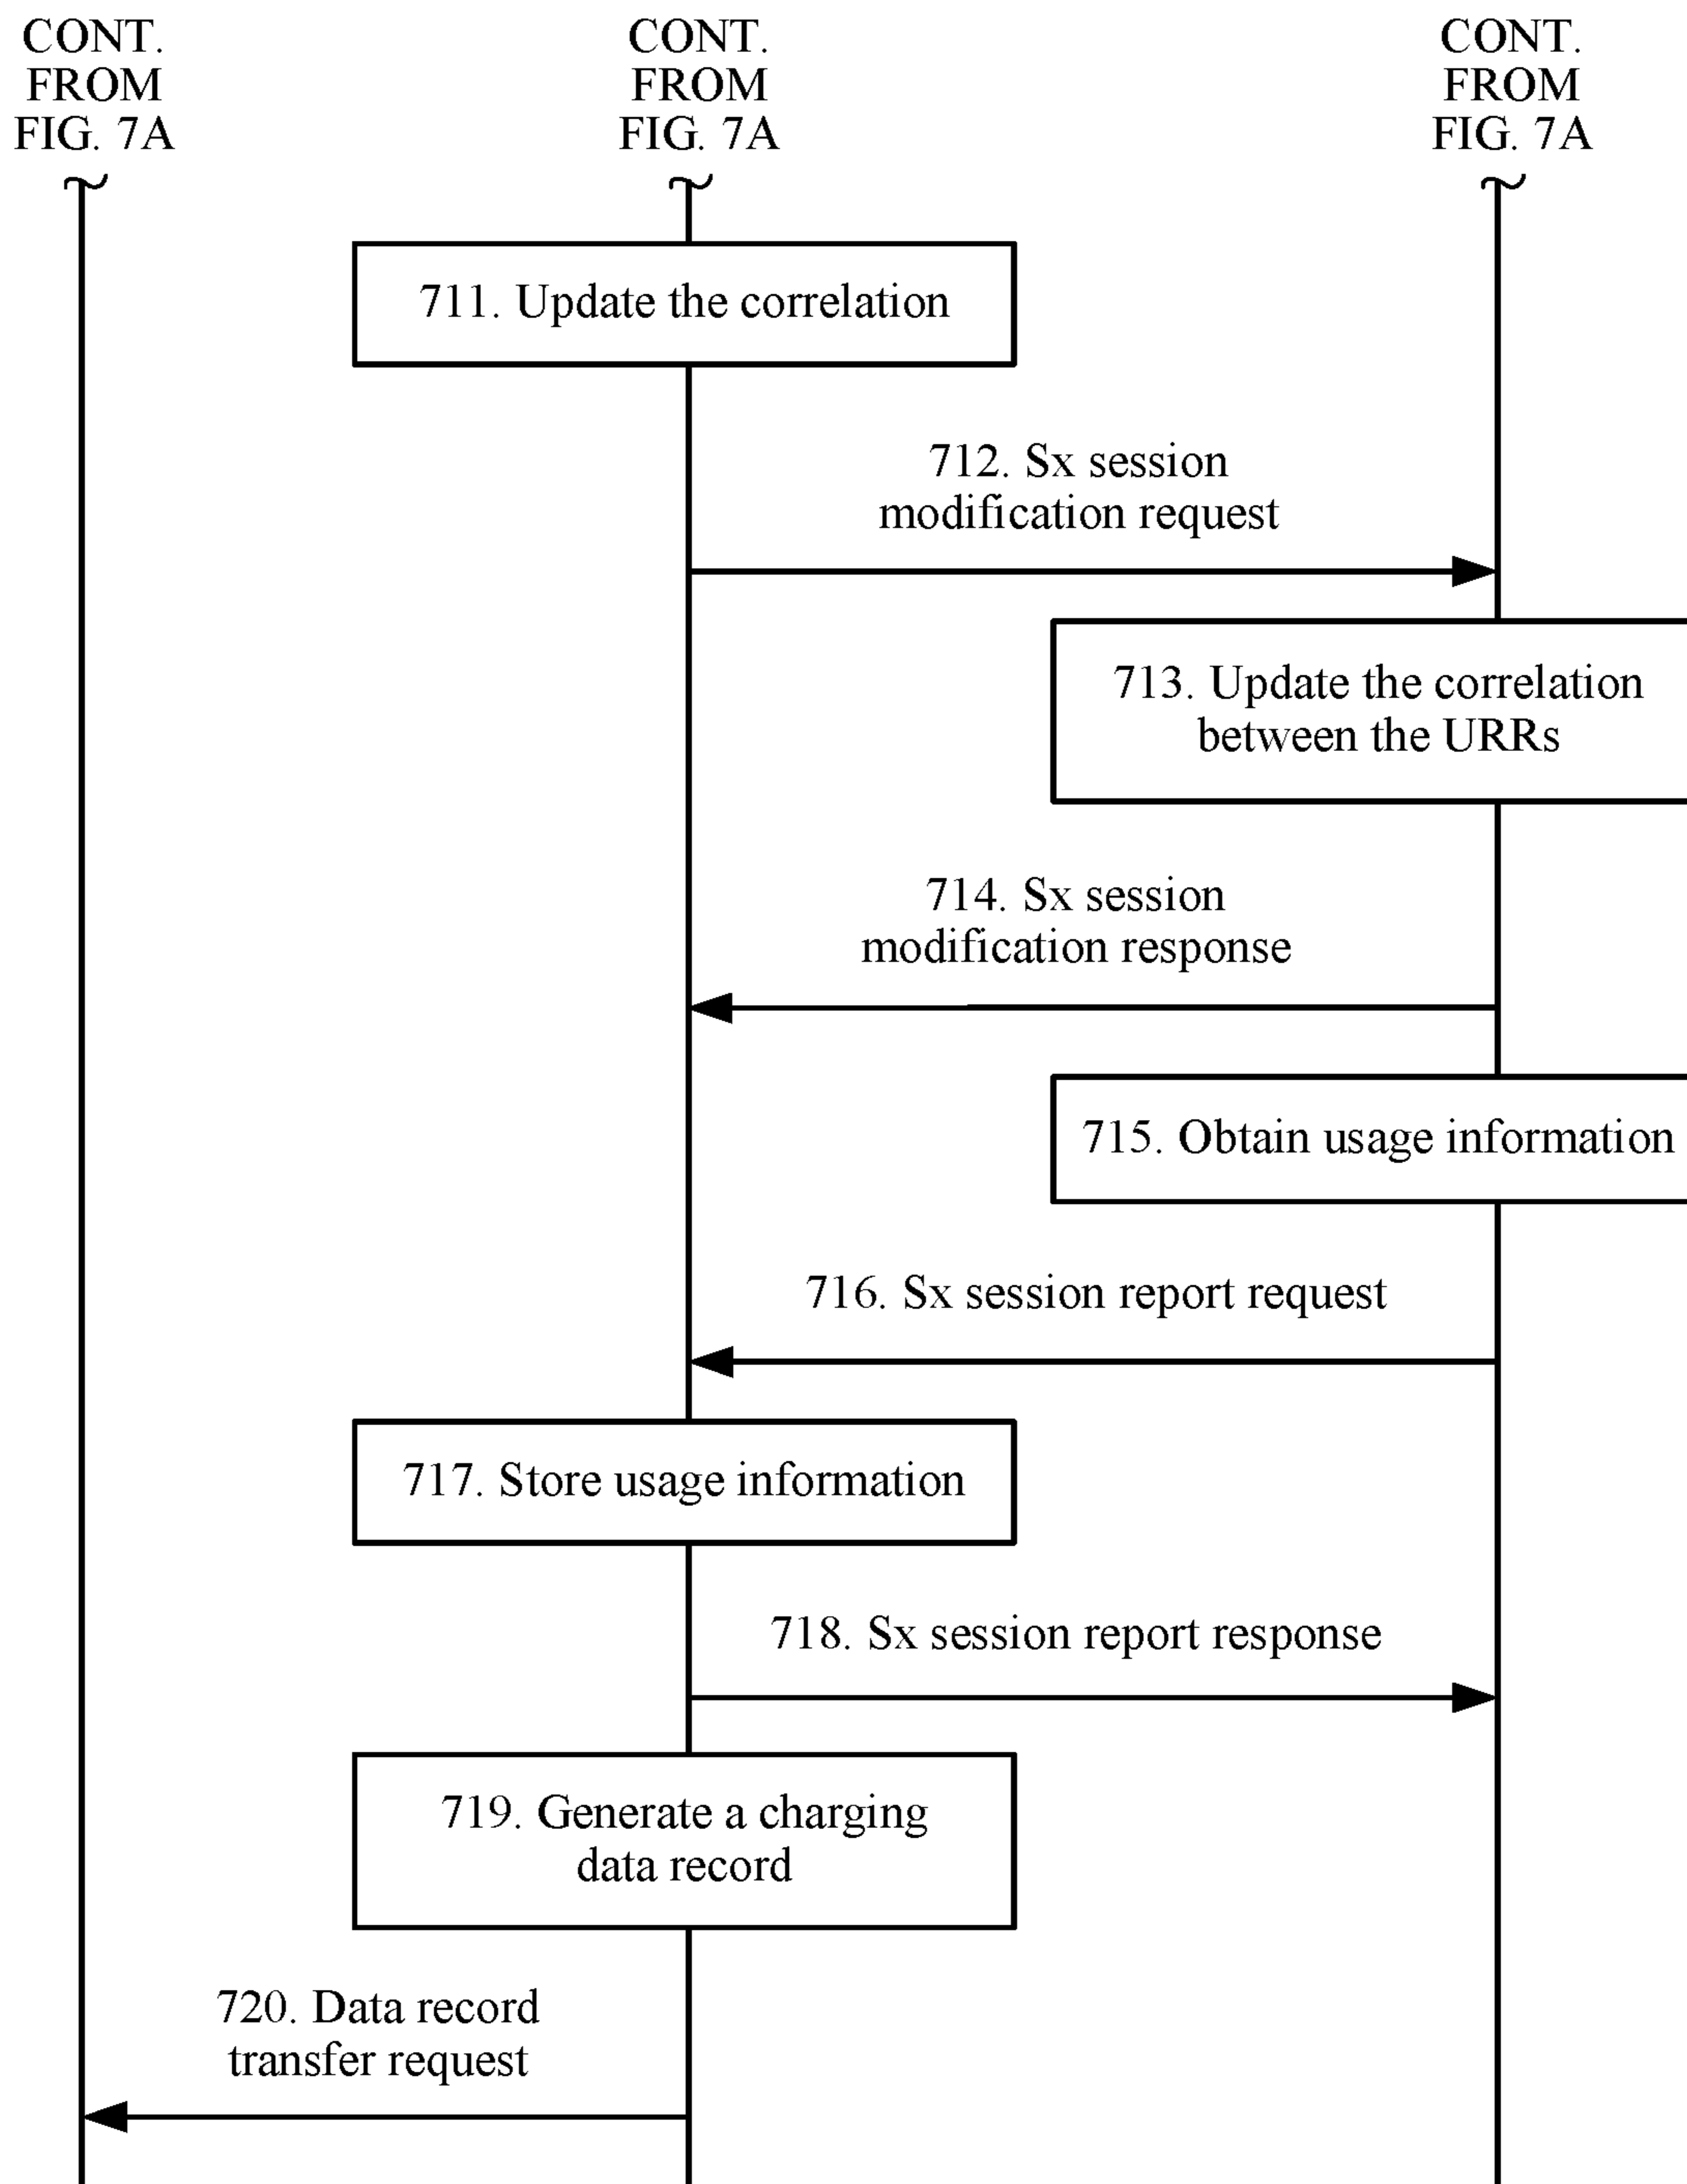 CONT.
FROM
FIG. 7A
CONT.
FROM
FIG. 7A
CONT.
FROM
FIG. 7A
711. Update the correlation
712. Sx session
modification request
713. Update the correlation
between the URRs
714. Sx session
modification response
715. Obtain usage information
716. Sx session report request
717. Store usage information
718. Sx session report response
719. Generate a charging
data record
720. Data record
transfer request